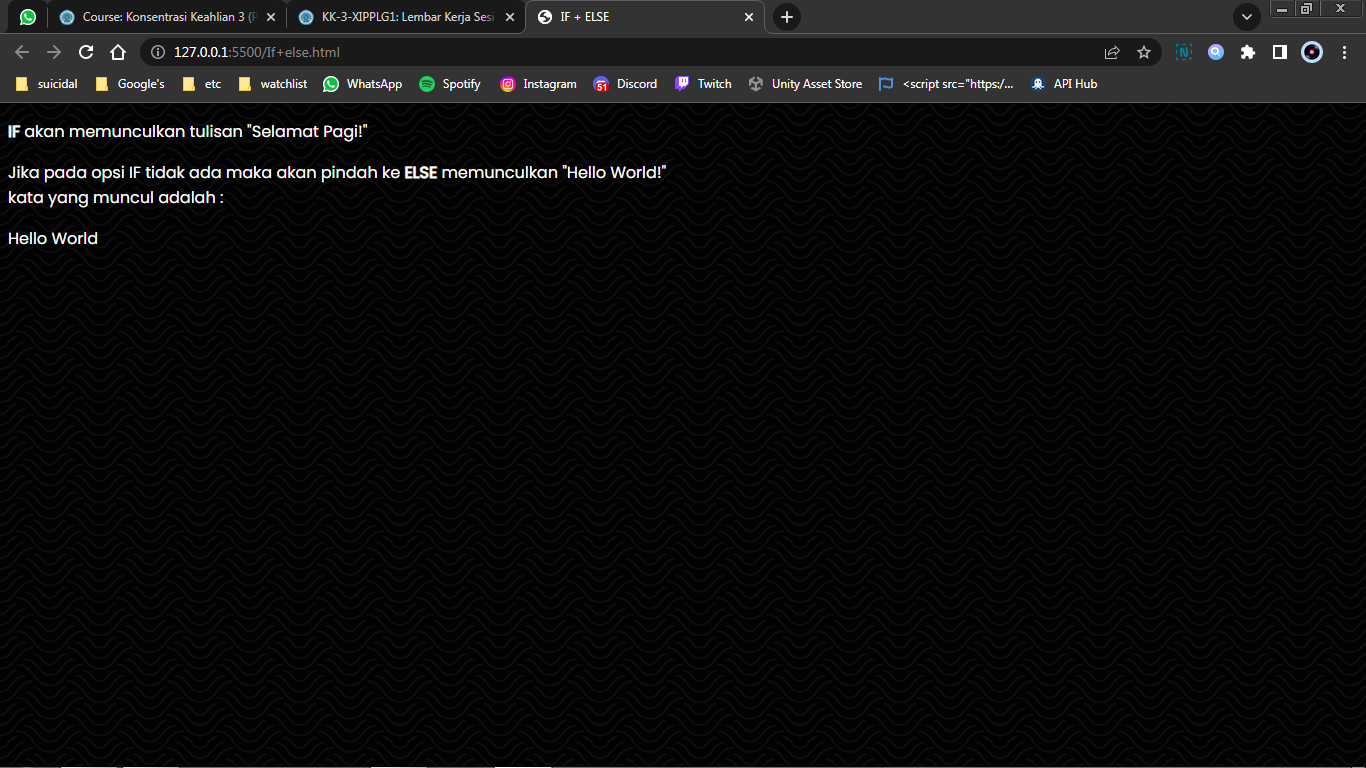 Course: Konsentrasi Keahlian 3 (P
KK-3-XIPPLG1: Lembar Kerja Sesi
IF + ELSE
127.0.0.1:5500/If+else.html
suicidal
Google's
etc
watchlist
WhatsApp
Spotify
Instagram
51
Discord
Twitch
Unity Asset Store
<script src="https:/...
API Hub
IF akan memunculkan tulisan "Selamat Pagi!"
Jika pada opsi IF tidak ada maka akan pindah ke ELSE memunculkan "Hello World!"
kata yang muncul adalah :
Hello World